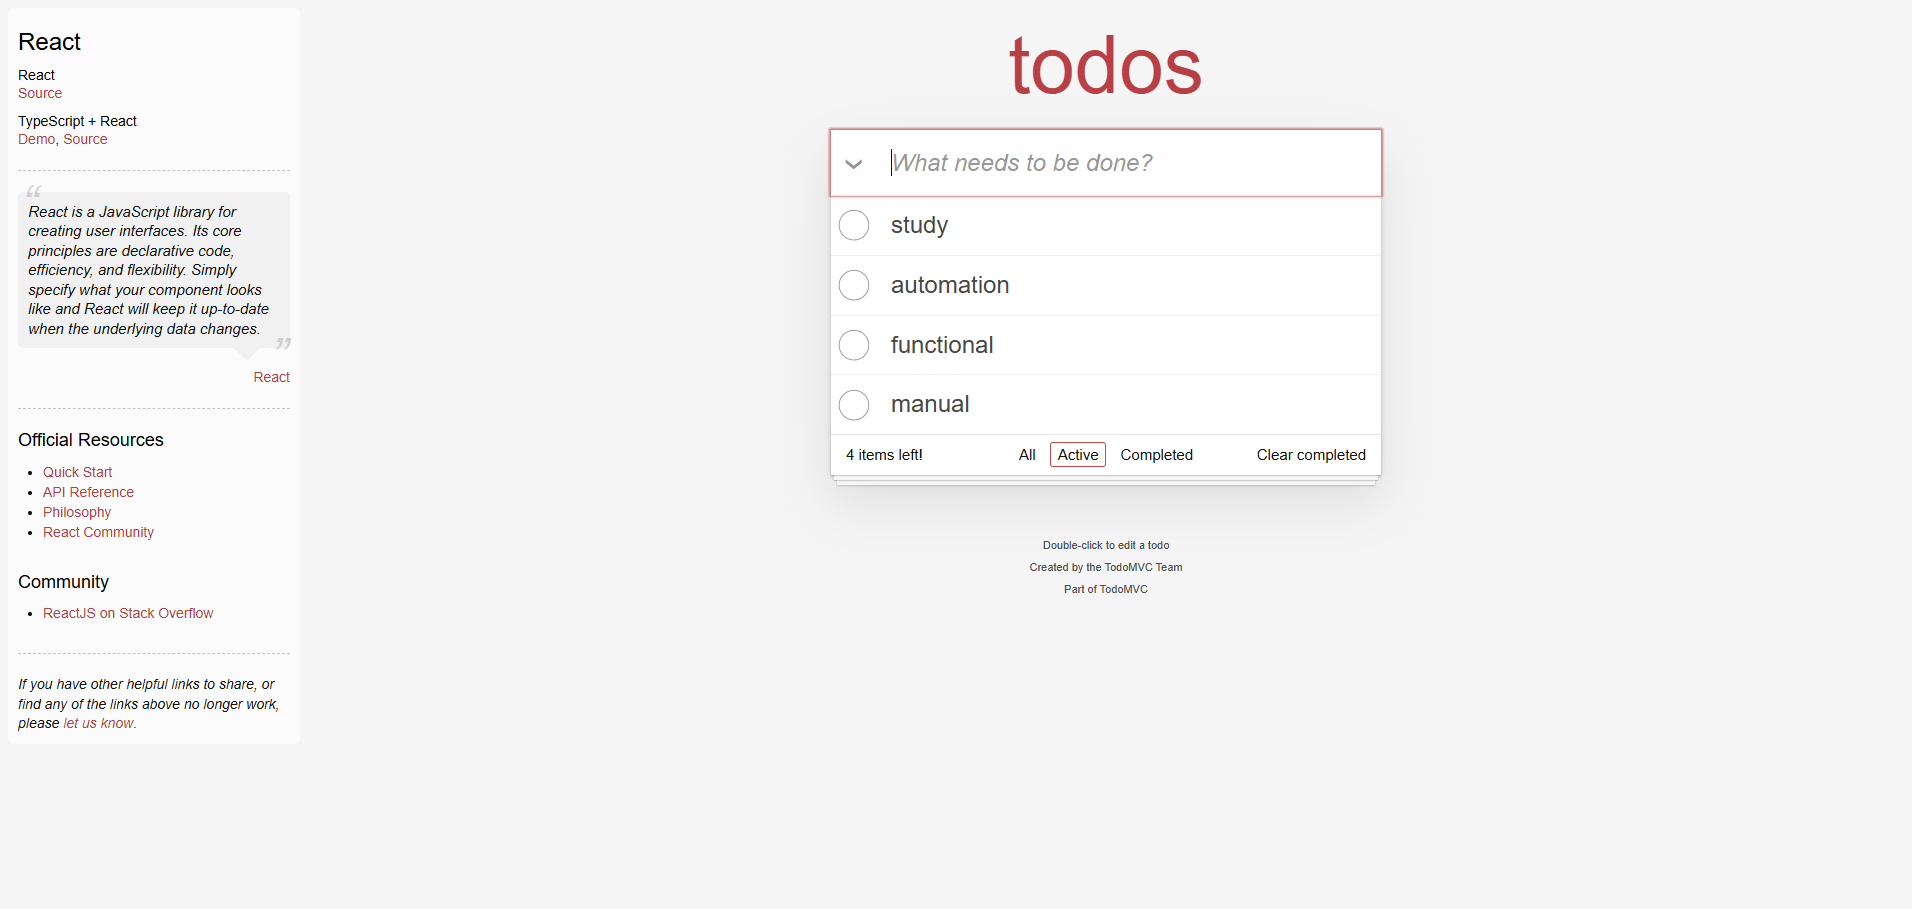 React
React
Source
TypeScript + React
Demo, Source
“
React is a JavaScript library for
creating user interfaces. Its core
principles are declarative code,
efficiency, and flexibility. Simply
specify what your component looks
like and React will keep it up-to-date
when the underlying data changes.
”
React
Official Resources
• Quick Start
• API Reference
• Philosophy
• React Community
Community
• ReactJS on Stack Overflow
If you have other helpful links to share, or
find any of the links above no longer work,
please let us know.
todos
What needs to be done?
study
automation
functional
manual
4 items left! All Active Completed Clear completed
Double-click to edit a todo
Created by the TodoMVC Team
Part of TodoMVC